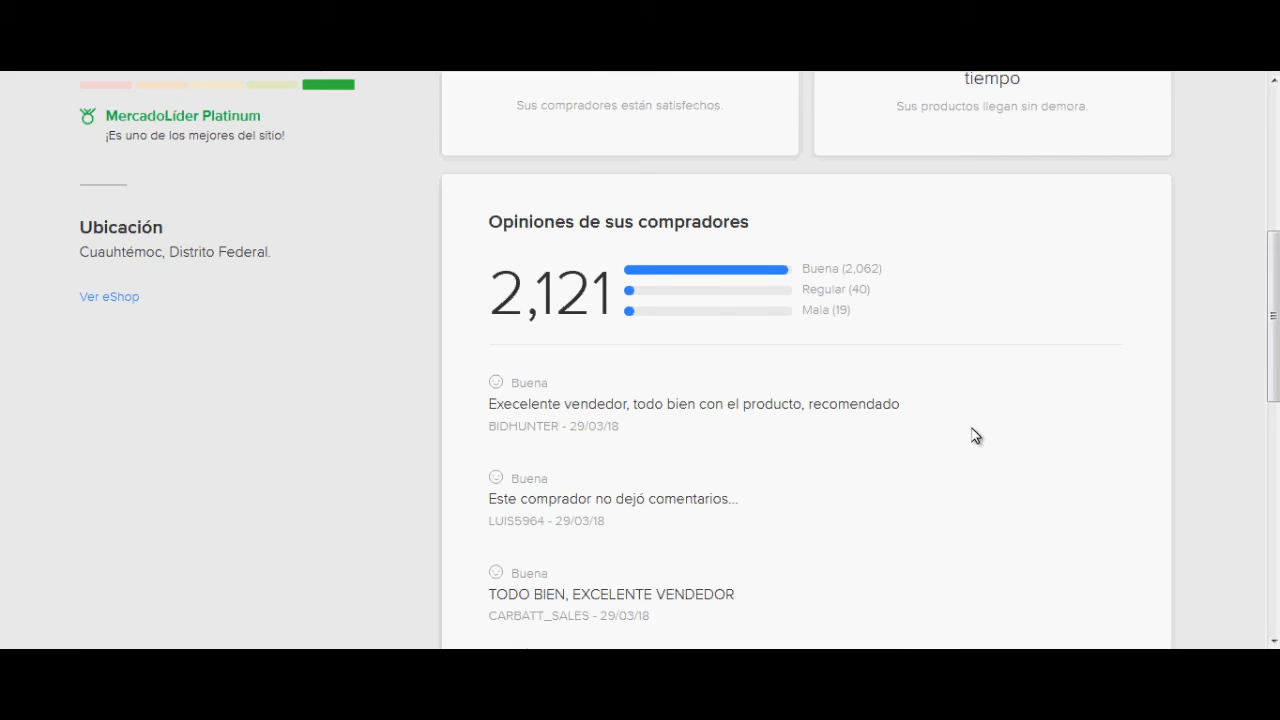 MercadoLíder Platinum
¡Es uno de los mejores del sitio!
Ubicación
Cuauhtémoc, Distrito Federal.
Ver eShop
Sus compradores están satisfechos.
tiempo
Sus productos llegan sin demora.
Opiniones de sus compradores
2,121
Buena (2,062)
Regular (40)
Mala (19)
Buena
Execelente vendedor, todo bien con el producto, recomendado
BIDHUNTER - 29/03/18
Buena
Este comprador no dejó comentarios...
LUIS5964 - 29/03/18
Buena
TODO BIEN, EXCELENTE VENDEDOR
CARBATT_SALES - 29/03/18